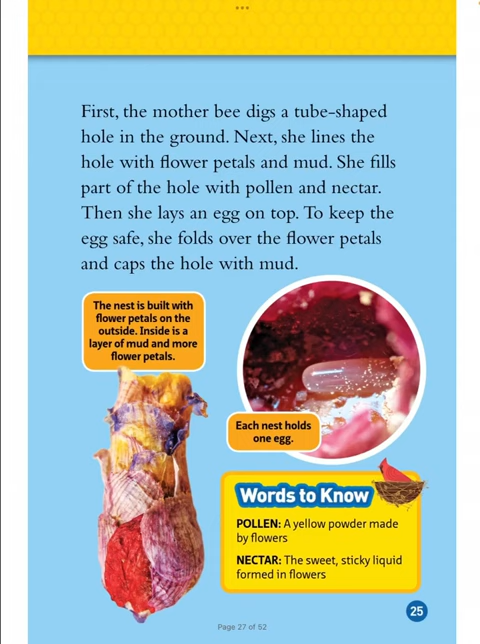 First, the mother bee digs a tube-shaped
hole in the ground. Next, she lines the
hole with flower petals and mud. She fills
part of the hole with pollen and nectar.
Then she lays an egg on top. To keep the
egg safe, she folds over the flower petals
and caps the hole with mud.
The nest is built with
flower petals on the
outside. Inside is a
layer of mud and more
flower petals.
Each nest holds
one egg.
Words to Know
POLLEN: A yellow powder made
by flowers
NECTAR: The sweet, sticky liquid
formed in flowers
25
Page 27 of 52